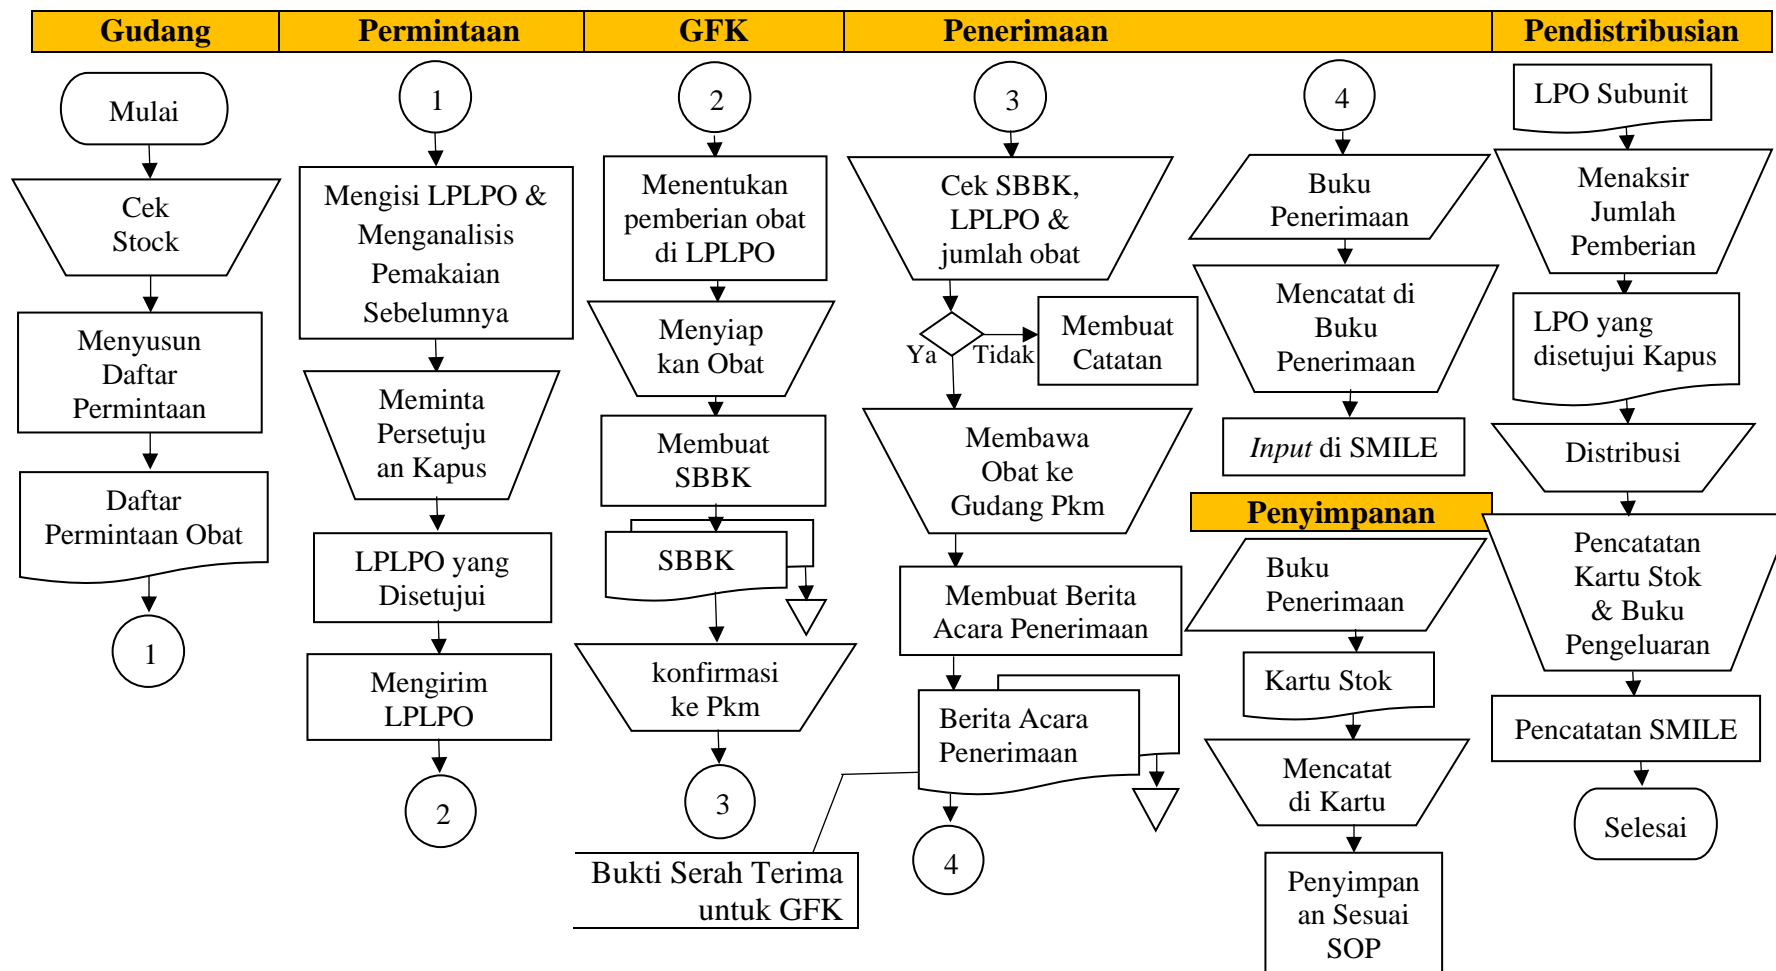 Gudang
Permintaan
GFK
Penerimaan
Pendistribusian
Mulai
Cek
Stock
Menyusun
Daftar
Permintaan
Daftar
Permintaan Obat
1
1
Mengisi LPLPO &
Menganalisis
Pemakaian
Sebelumnya
Meminta
Persetuju
an Kapus
LPLPO yang
Disetujui
Mengirim
LPLPO
2
2
Menentukan
pemberian obat
di LPLPO
Menyiap
kan Obat
Membuat
SBBK
SBBK
konfirmasi
ke Pkm
3
3
Cek SBBK,
LPLPO &
jumlah obat
Ya
Tidak
Membuat
Catatan
Membawa
Obat ke
Gudang Pkm
Membuat Berita
Acara Penerimaan
Berita Acara
Penerimaan
Bukti Serah Terima
untuk GFK
4
4
Buku
Penerimaan
Mencatat di
Buku
Penerimaan
Input di SMILE
Penyimpanan
Buku
Penerimaan
Kartu Stok
Mencatat
di Kartu
Penyimpan
an Sesuai
SOP
LPO Subunit
Menaksir
Jumlah
Pemberian
LPO yang
disetujui Kapus
Distribusi
Pencatatan
Kartu Stok
& Buku
Pengeluaran
Pencatatan SMILE
Selesai